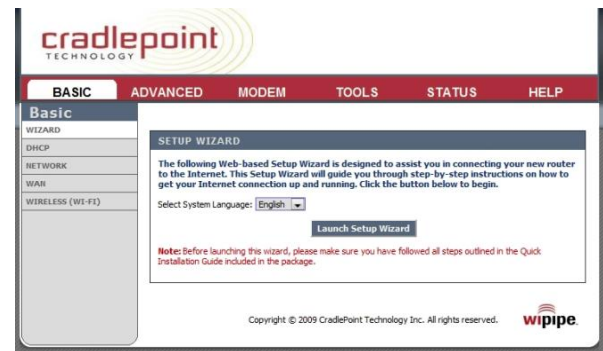 cradlepoint
TECHNOLOGY
BASIC ADVANCED MODEM TOOLS STATUS HELP
Basic
WIZARD
DHCP
NETWORK
WAN
WIRELESS (WI-FI)
SETUP WIZARD
The following Web-based Setup Wizard is designed to assist you in connecting your new router
to the Internet. This Setup Wizard will guide you through step-by-step instructions on how to
get your Internet connection up and running. Click the button below to begin.
Select System Language: English
Launch Setup Wizard
Note: Before launching this wizard, please make sure you have followed all steps outlined in the Quick
Installation Guide included in the package.
Copyright © 2009 CradlePoint Technology Inc. All rights reserved.
wipipe